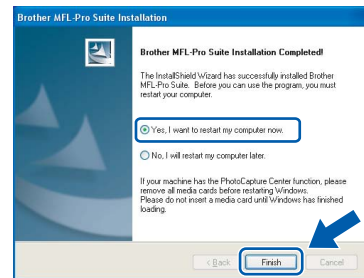 Brother MFL-Pro Suite Installation
Brother MFL-Pro Suite Installation Completed!
The InstallShield Wizard has successfully installed Brother
MFL-Pro Suite. Before you can use the program, you must
restart your computer.
Yes, I want to restart my computer now.
No, I will restart my computer later.
If your machine has the PhotoCapture Center function, please
remove all media cards before restarting Windows.
Please do not insert a media card until Windows has finished
loading.
< Back
Finish
Cancel